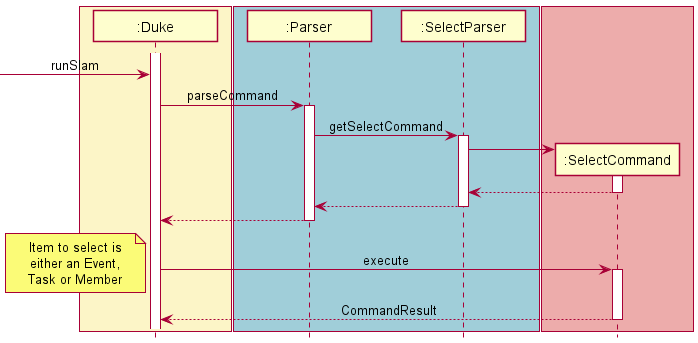 :Duke
:Parser
:SelectParser
runSlam
parseCommand
getSelectCommand
:SelectCommand
Item to select is
either an Event,
Task or Member
execute
CommandResult